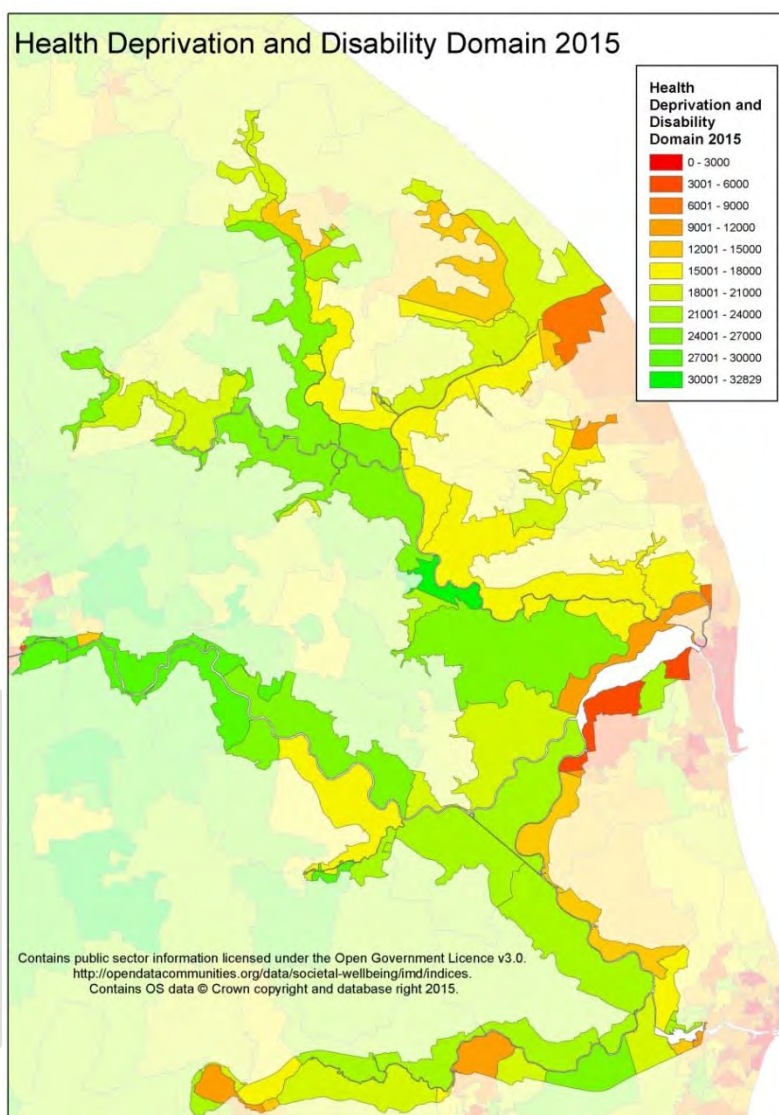 Health Deprivation and Disability Domain 2015
Health
Deprivation and
Disability
Domain 2015
0 - 3000
3001 - 6000
6001 - 9000
9001 - 12000
12001 - 15000
15001 - 18000
18001 - 21000
21001 - 24000
24001 - 27000
27001 - 30000
30001 - 32829
Contains public sector information licensed under the Open Government Licence v3.0.
http://opendatacommunities.org/data/societal-wellbeing/imd/indices.
Contains OS data © Crown copyright and database right 2015.